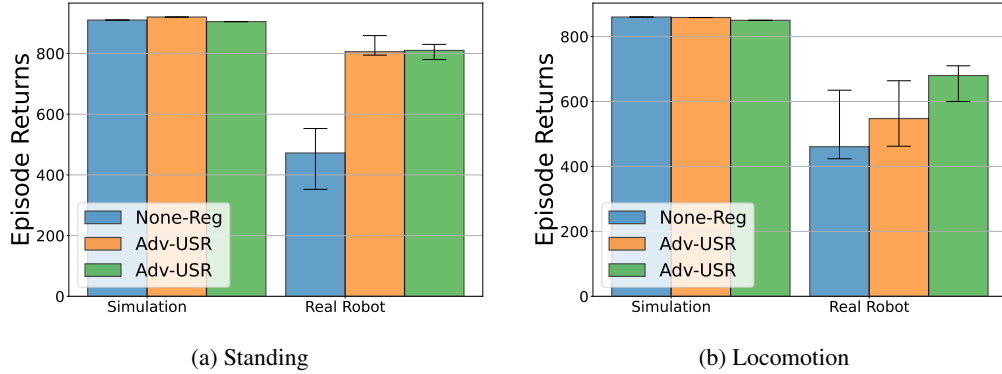 Episode Returns
800
600
400
200
0
None-Reg
Adv-USR
Adv-USR
Simulation
Real Robot
(a) Standing
Episode Returns
800
600
400
200
0
None-Reg
Adv-USR
Adv-USR
Simulation
Real Robot
(b) Locomotion